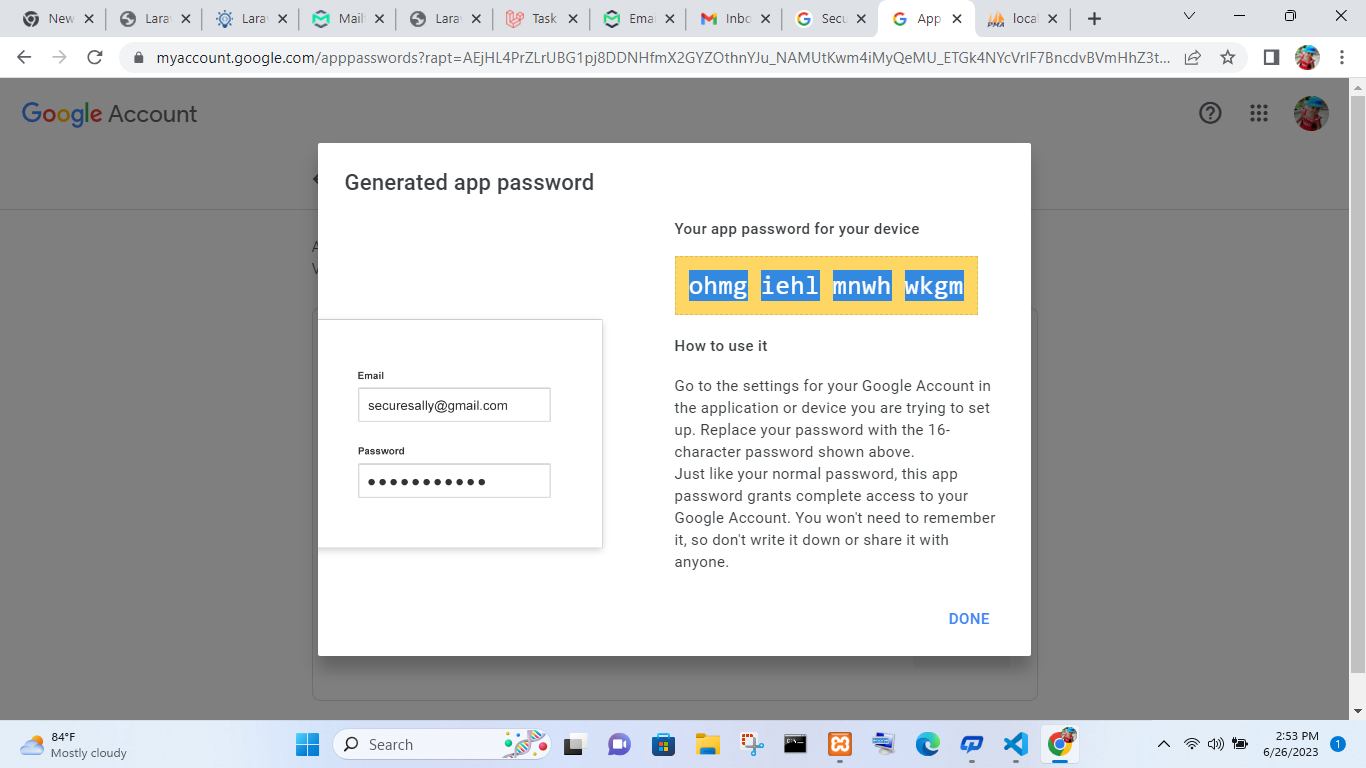 New
Larav
Larav
Mail
Larav
Task
Emai
Inbo
Secu
App
local
myaccount.google.com/apppasswords?rapt=AEjHL4PrZLrUBG1pj8DDNHfmX2GYZOthnYJu_NAMUtKwm4iMyQeMU_ETGk4NYcVrIF7BncdvBVmHhZ3t...
Google Account
Generated app password
Your app password for your device
ohmg iehl mnwh wkgm
How to use it
Email
securesally@gmail.com
Password
Go to the settings for your Google Account in
the application or device you are trying to set
up. Replace your password with the 16-
character password shown above.
Just like your normal password, this app
password grants complete access to your
Google Account. You won't need to remember
it, so don't write it down or share it with
anyone.
DONE
84°F
Mostly cloudy
Search
2:53 PM
6/26/2023
1